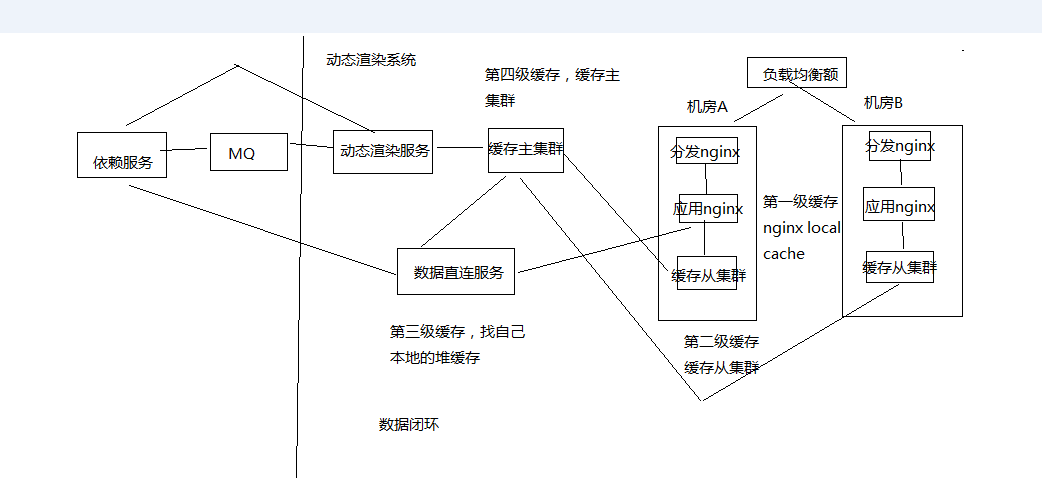 动态渲染系统
第四级缓存，缓存主
集群
负载均衡额
机房A
机房B
依赖服务
MQ
动态渲染服务
缓存主集群
分发nginx
分发nginx
应用nginx
第一级缓存
nginx local
cache
应用nginx
数据直连服务
缓存从集群
缓存从集群
第三级缓存，找自己
本地的堆缓存
第二级缓存
缓存从集群
数据闭环